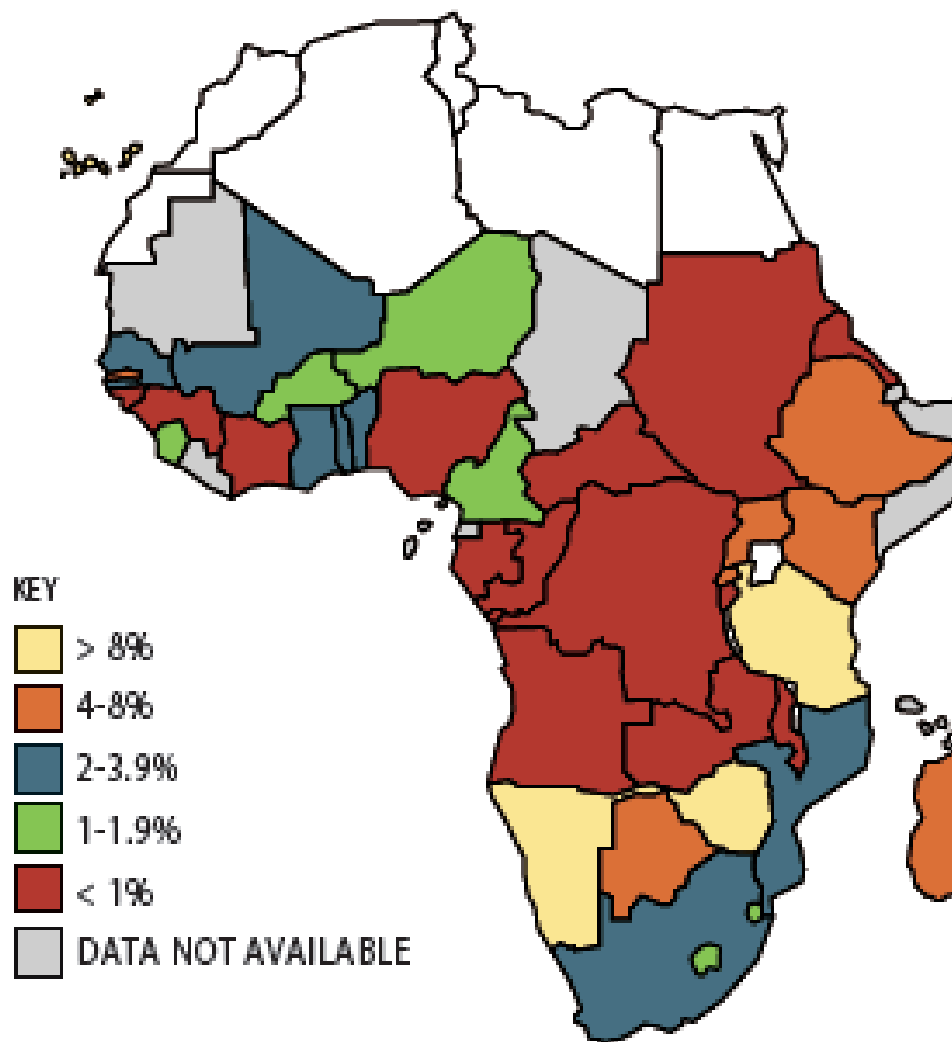 KEY
> 8%
4-8%
2-3.9%
1-1.9%
< 1%
DATA NOT AVAILABLE